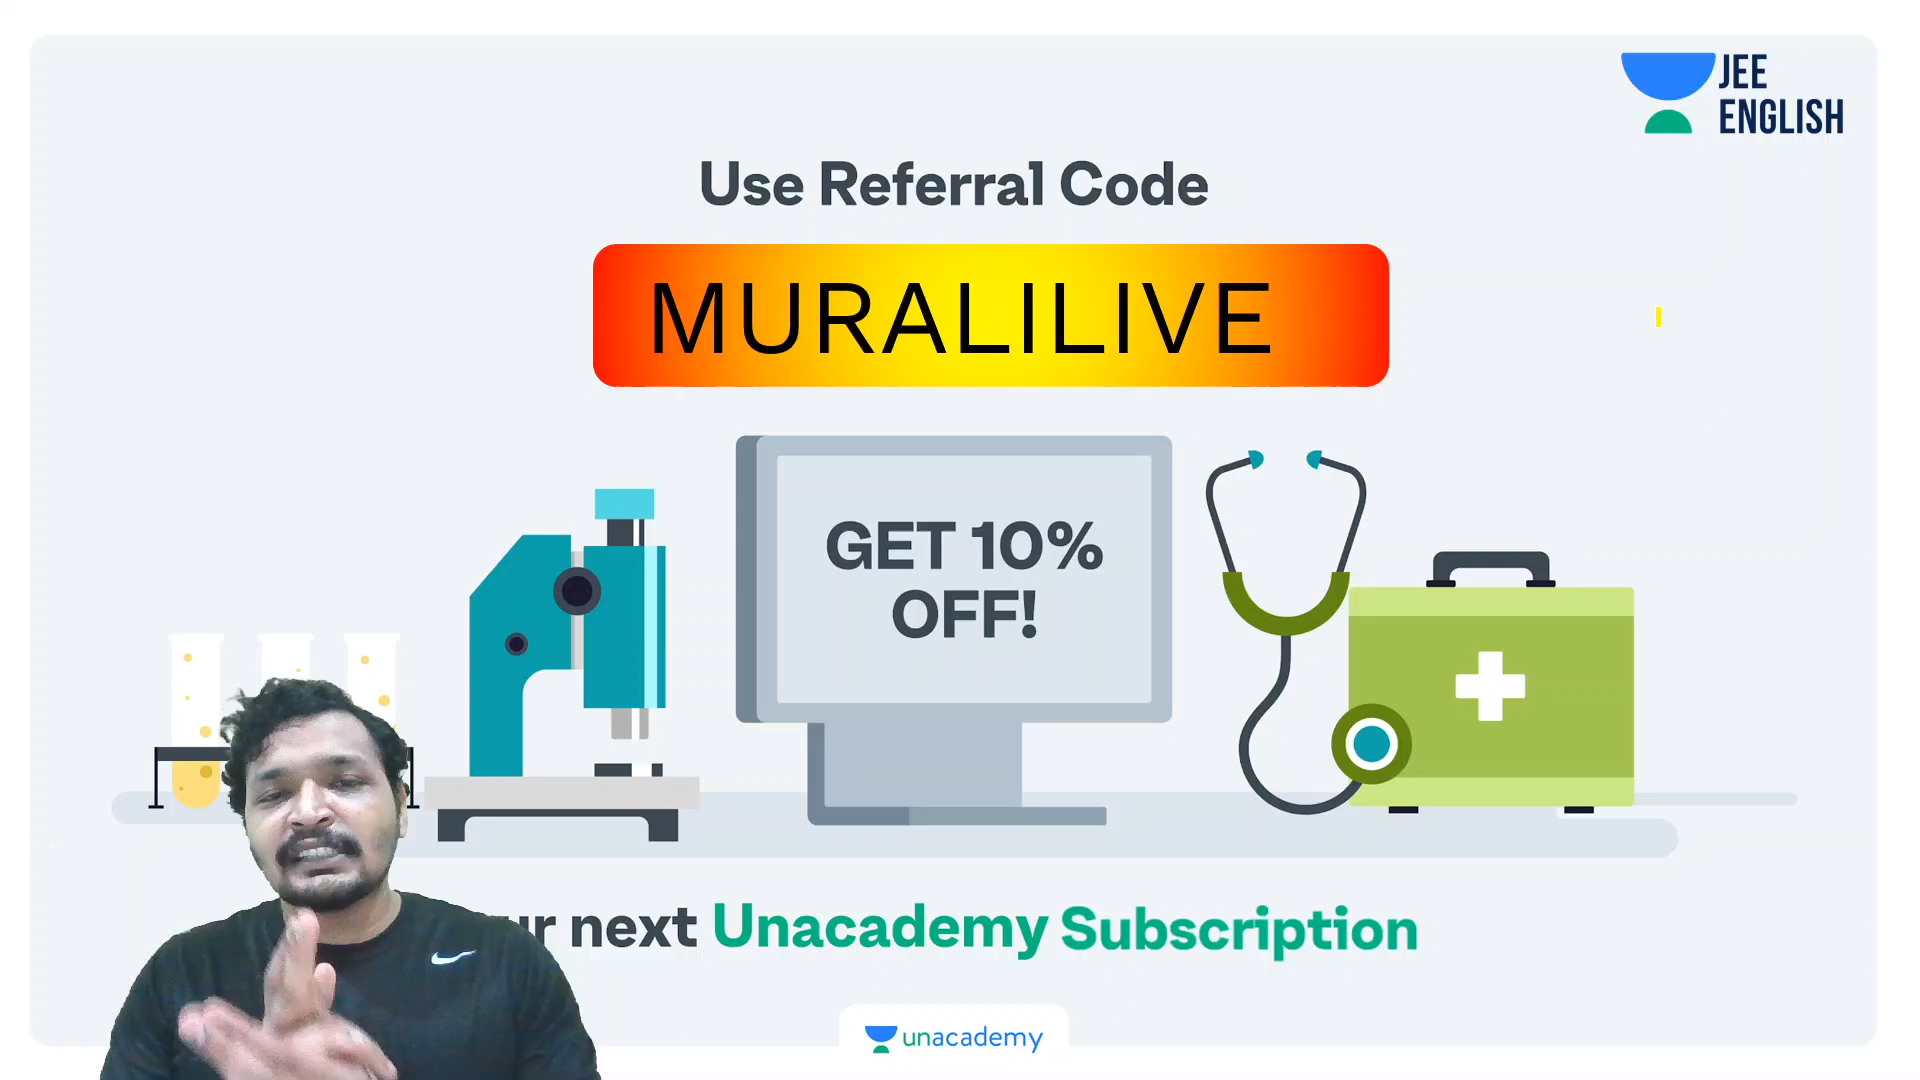 JEE
ENGLISH
Use Referral Code
MURALILIVE
GET 10%
OFF!
next Unacademy Subscription
unacademy